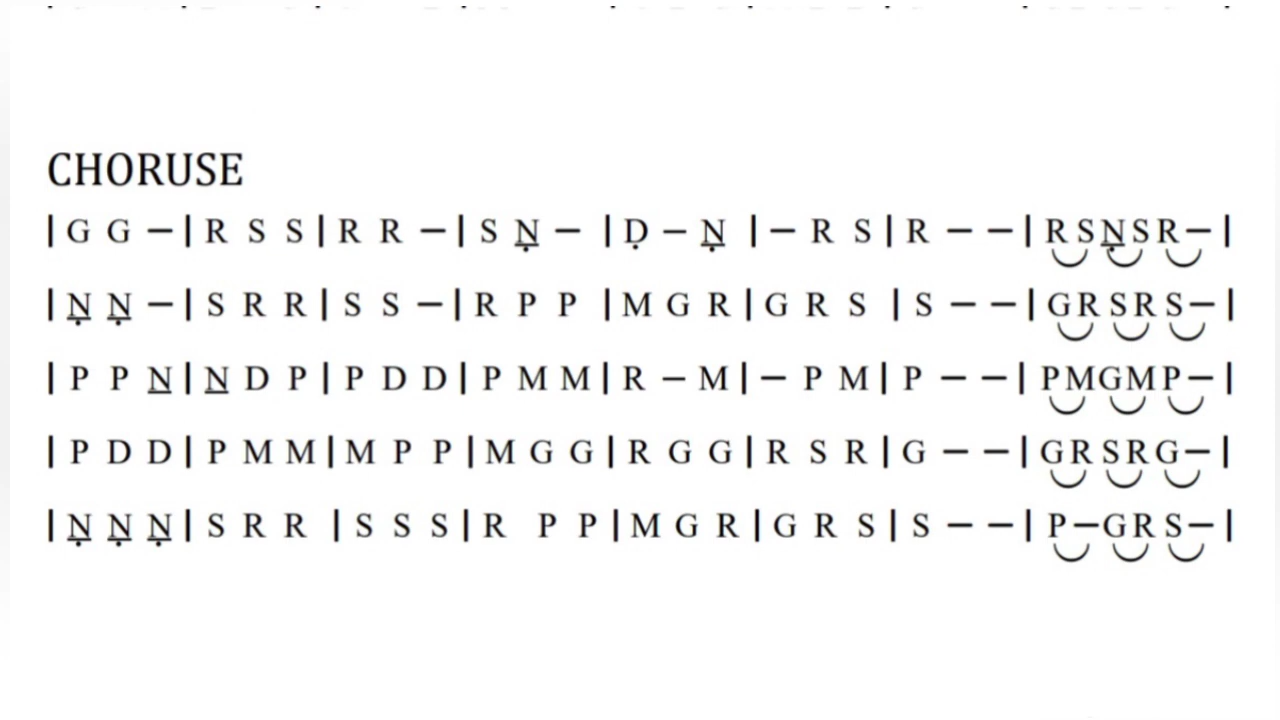 CHORUSE
|G G –|R S S|R R –|S Ṇ̲ – |Ḍ – Ṇ̲ |– R S|R – –|R S Ṇ̲ S R –|
|Ṇ̲ Ṇ̲ –|S R R|S S –|R P P |M G R|G R S |S – –|G R S R S –|
|P P N̲|N̲ D P|P D D|P M M|R – M|– P M|P – –| P M G M P –|
|P D D|P M M|M P P|M G G|R G G|R S R|G – –|G R S R G –|
|Ṇ̲ Ṇ̲ Ṇ̲|S R R |S S S|R P P|M G R|G R S|S – –| P – G R S –|